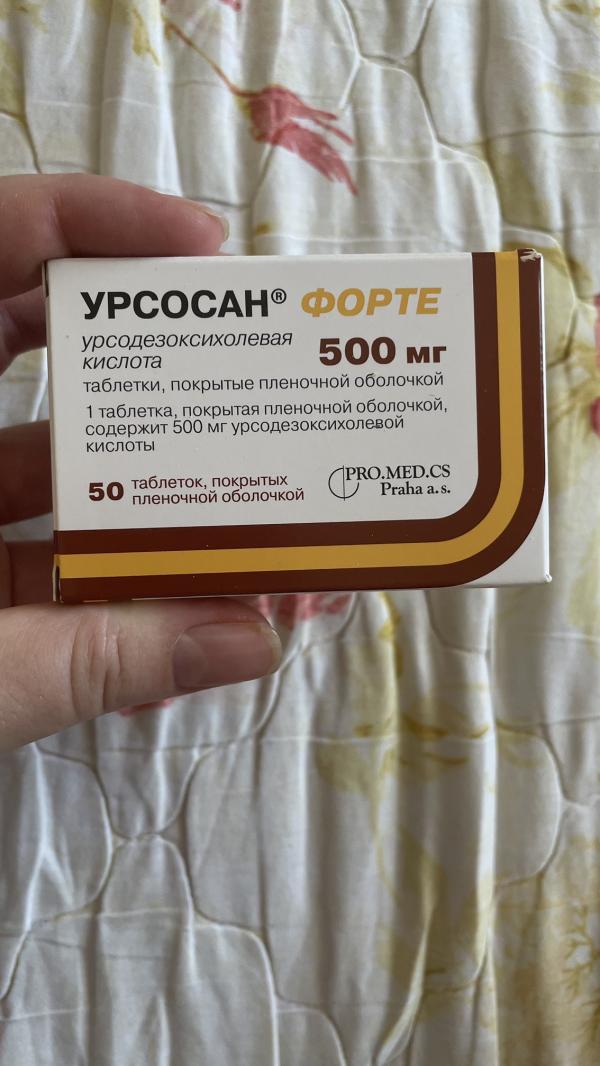 УРСОСАН® ФОРТЕ
урсодезоксихолевая
кислота
500 мг
таблетки, покрытые пленочной оболочкой
1 таблетка, покрытая пленочной оболочкой,
содержит 500 мг урсодезоксихолевой
кислоты
50 таблеток, покрытых
пленочной оболочкой
PRO.MED.CS
Praha a.s.